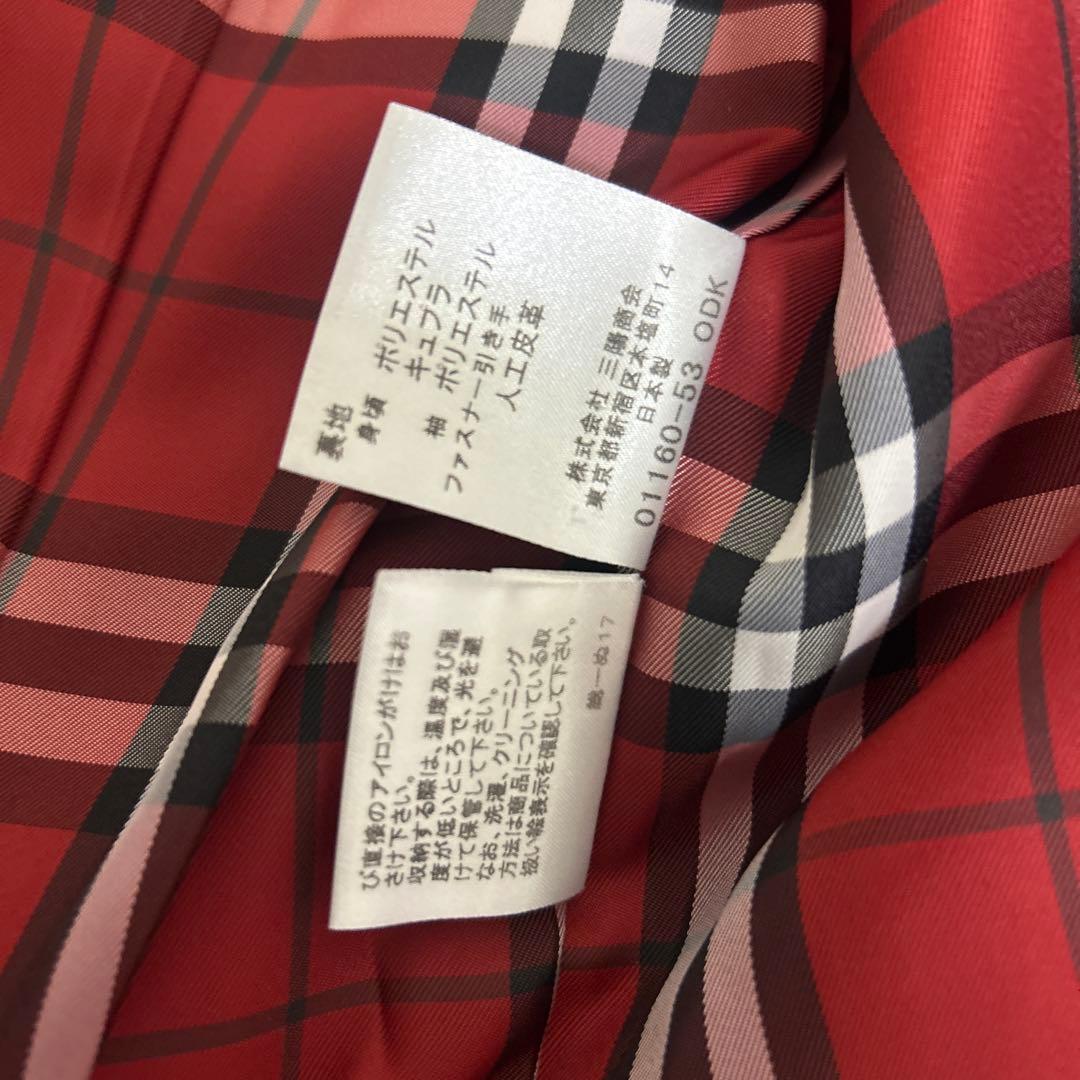 裏地
身頃 ポリエステル
キュプラ
袖 ポリエステル
ファスナー引き手
人工皮革
株式会社 三陽商会
東京都新宿区本塩町14
日本製
01160-53 ODK
び直接のアイロンがけはお
さけ下さい。
収納する際は、温度及び湿
度が低いところで、光を避
けて保管して下さい。
なお、洗濯、クリーニング
方法は商品についている取
扱い絵表示を確認して下さい。
総一ぬ17